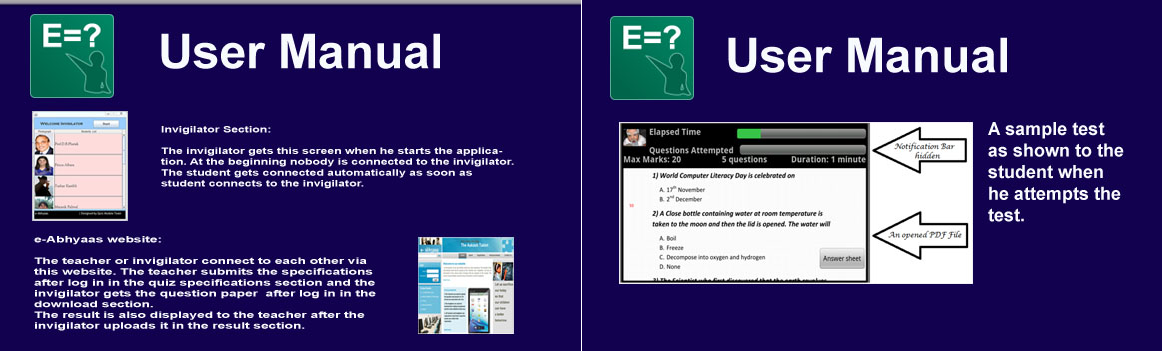 E=?
User Manual
Welcome Invigilator
Invigilator Section:
The invigilator gets this screen when he starts the applica-
tion. At the beginning nobody is connected to the invigilator.
The student gets connected automatically as soon as
student connects to the invigilator.
e-Abhyaas website:
The teacher or invigilator connect to each other via
this website. The teacher submits the specifications
after log in in the quiz specifications section and the
invigilator gets the question paper after log in in the
download section.
The result is also displayed to the teacher after the
invigilator uploads it in the result section.
E=?
User Manual
Elapsed Time
Questions Attempted
Max Marks: 20 5 questions Duration: 1 minute
1) World Computer Literacy Day is celebrated on
A. 17th November
B. 2nd December
2) A Close bottle containing water at room temperature is
taken to the moon and then the lid is opened. The water will
A. Boil
B. Freeze
C. Decompose into oxygen and hydrogen
D. None
Answer sheet
Notification Bar
hidden
An opened PDF File
A sample test
as shown to the
student when
he attempts the
test.